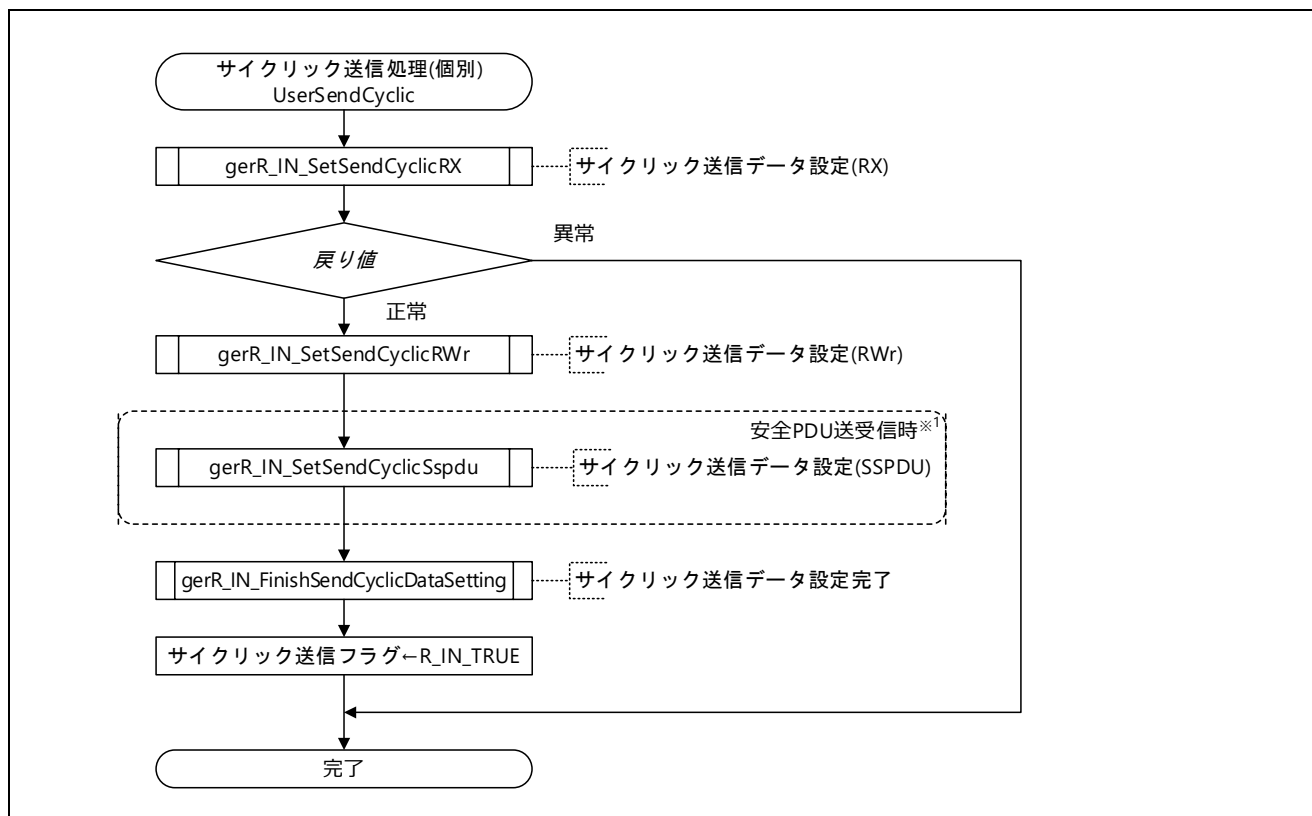 サイクリック送信処理(個別)
UserSendCyclic
gerR_IN_SetSendCyclicRX
サイクリック送信データ設定(RX)
異常
戻り値
正常
gerR_IN_SetSendCyclicRWr
サイクリック送信データ設定(RWr)
安全PDU送受信時※1
gerR_IN_SetSendCyclicSspdu
サイクリック送信データ設定(SSPDU)
gerR_IN_FinishSendCyclicDataSetting
サイクリック送信データ設定完了
サイクリック送信フラグ←R_IN_TRUE
完了